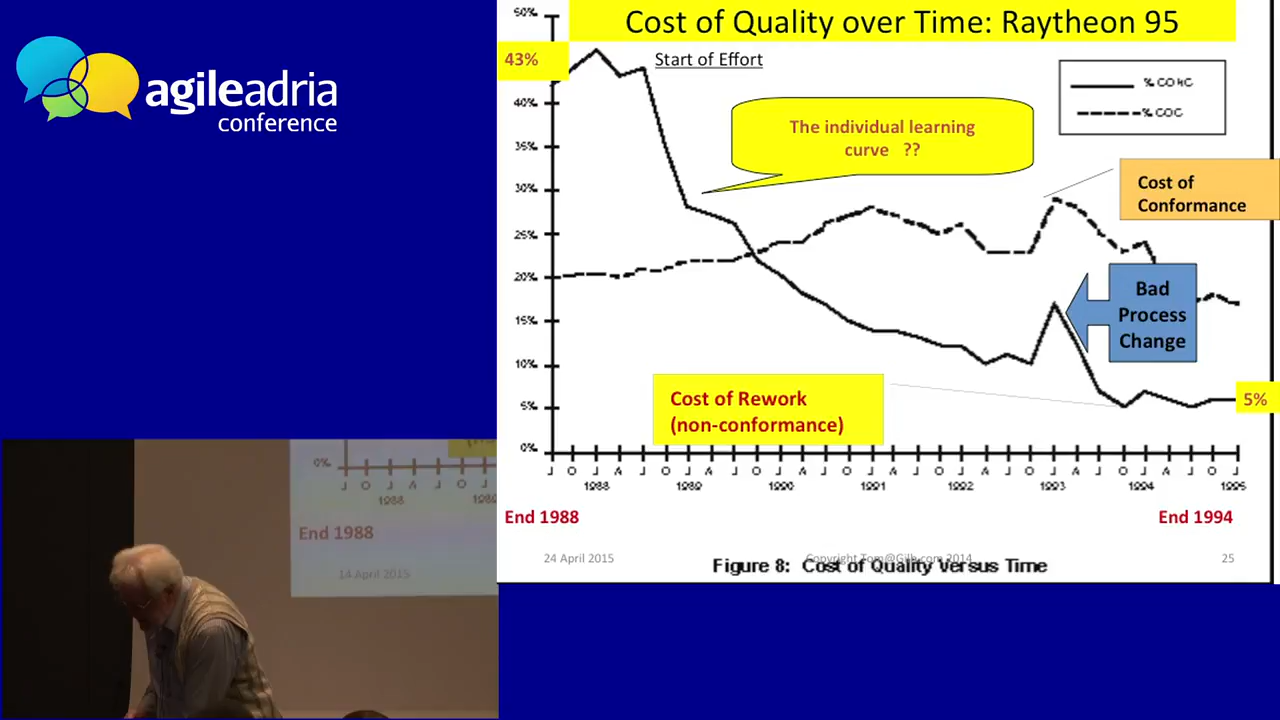 agileadria
conference
Cost of Quality over Time: Raytheon 95
50%
43%
Start of Effort
% CONC
% COC
40%
The individual learning
curve ??
35%
30%
Cost of
Conformance
25%
20%
Bad
Process
Change
15%
10%
Cost of Rework
(non-conformance)
5%
5%
0%
J O J A J O J A J O J A J O J A J O J A J O J A J O J A J O J
1988 1989 1990 1991 1992 1993 1994 1995
End 1988
End 1994
24 April 2015
Copyright Tom@Gilb.com 2014
25
Figure 8: Cost of Quality Versus Time
0%
J O J A J O J
1988
End 1988
14 April 2015